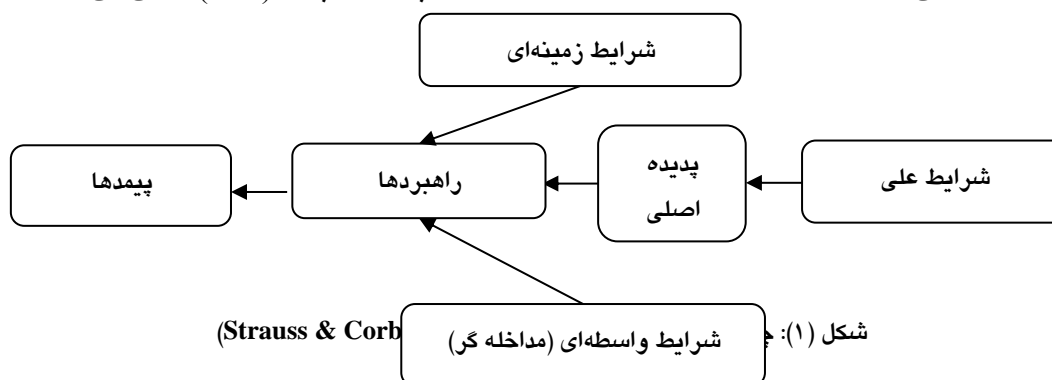 شرایط زمینه‌ای
شرایط علی
پدیده
اصلی
راهبردها
پیمدها
شرایط واسطه‌ای (مداخله گر)
شکل (۱): (Strauss & Corb